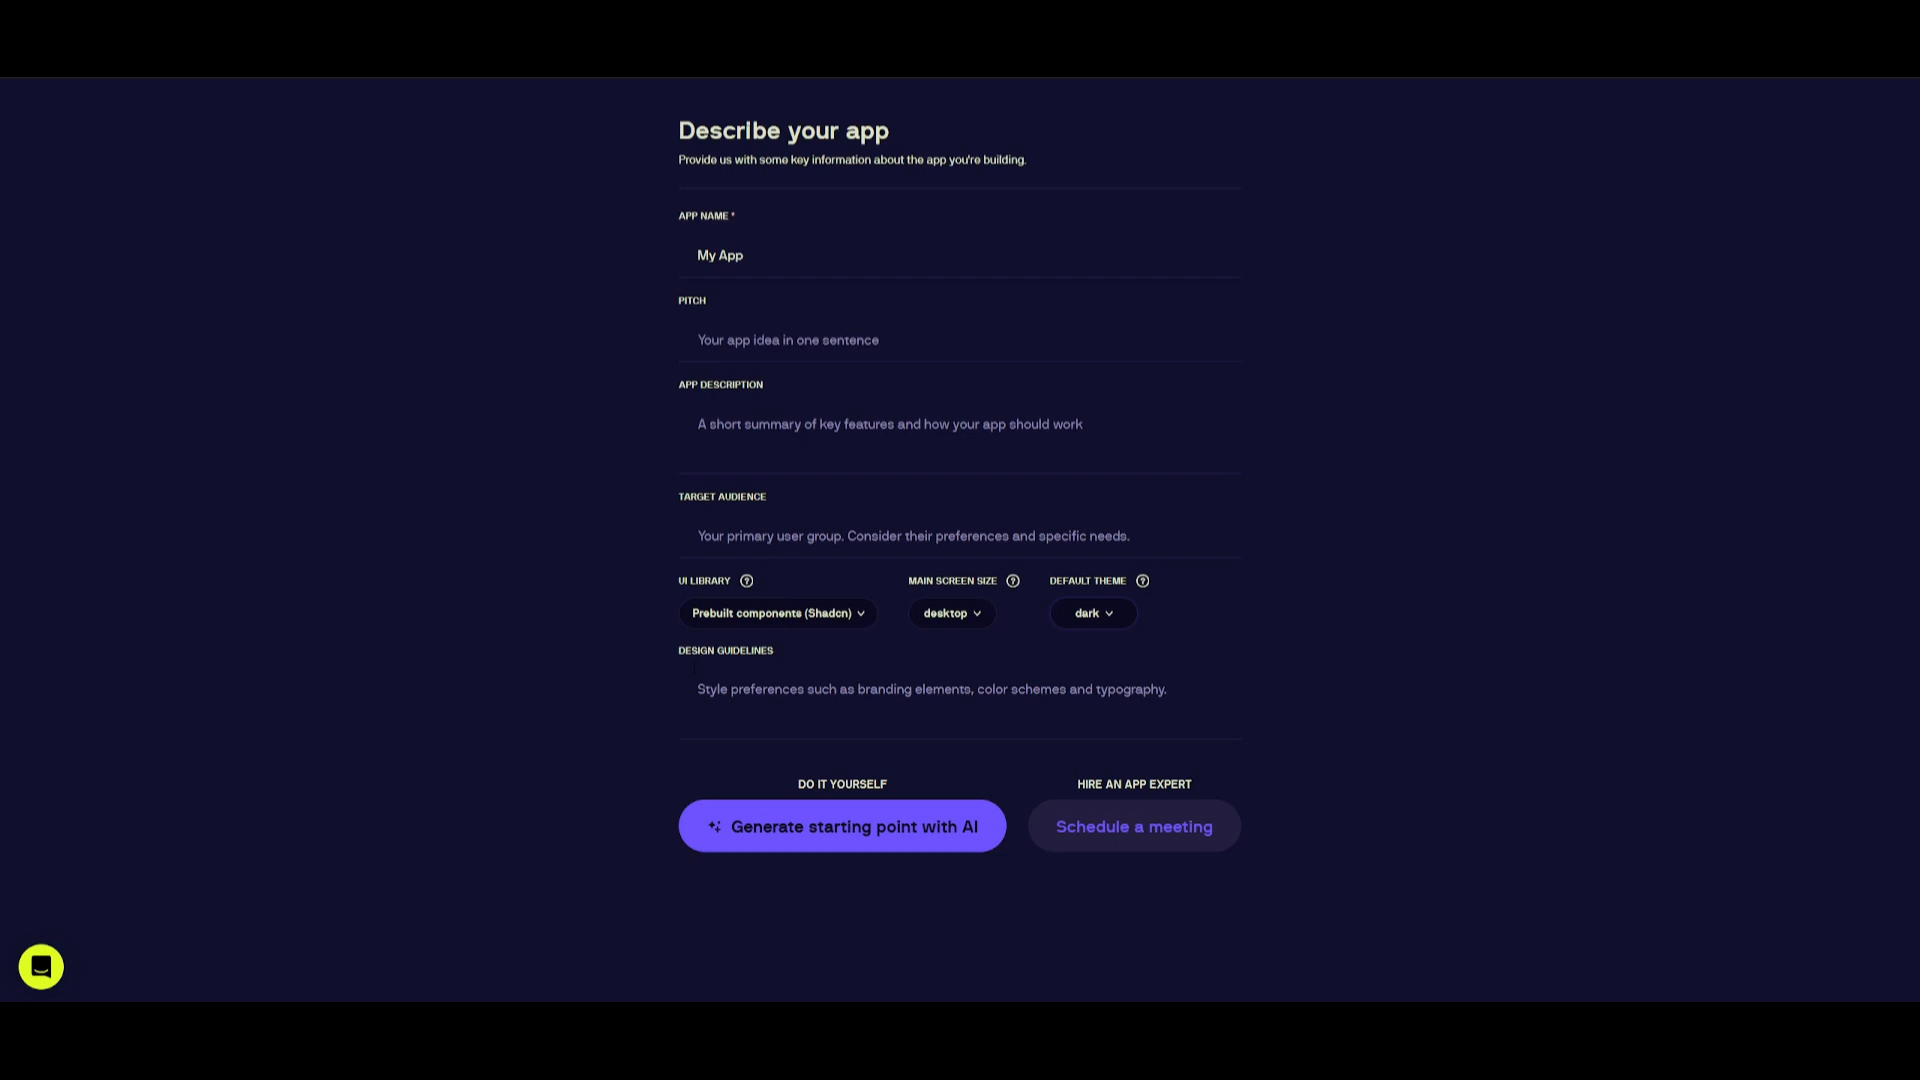 Describe your app
Provide us with some key information about the app you're building.
APP NAME *
My App
PITCH
Your app idea in one sentence
APP DESCRIPTION
A short summary of key features and how your app should work
TARGET AUDIENCE
Your primary user group. Consider their preferences and specific needs.
UI LIBRARY ? MAIN SCREEN SIZE ? DEFAULT THEME ?
Prebuilt components (Shadcn) desktop dark
DESIGN GUIDELINES
Style preferences such as branding elements, color schemes and typography.
DO IT YOURSELF HIRE AN APP EXPERT
Generate starting point with AI Schedule a meeting